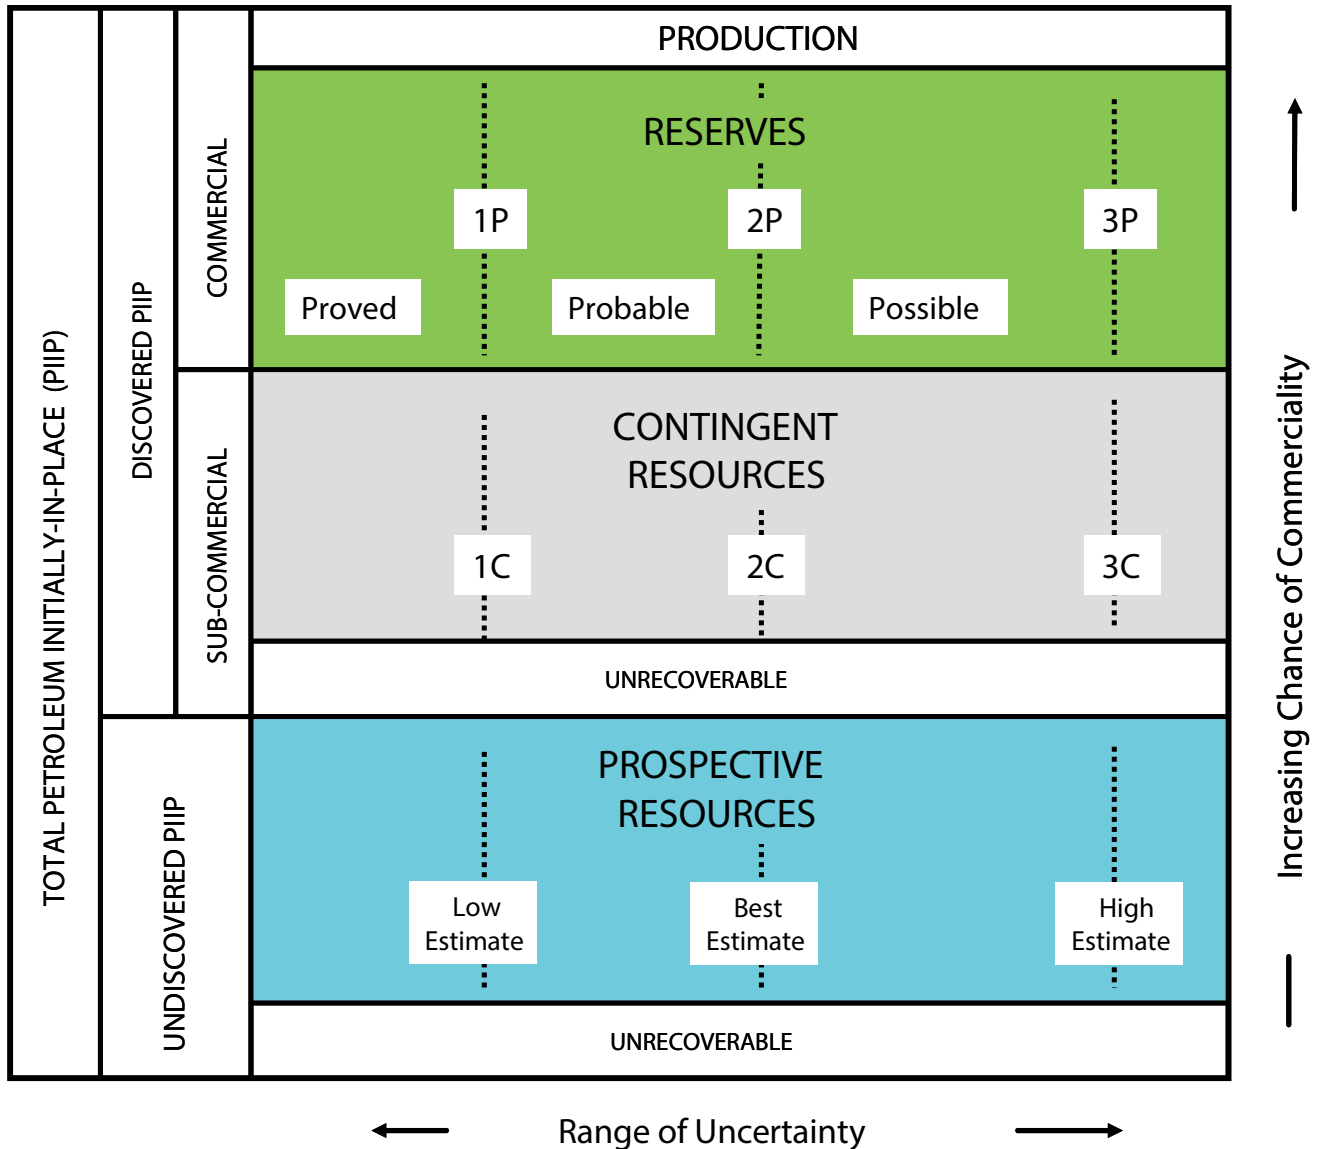 PRODUCTION
RESERVES
1P
2P
3P
Proved
Probable
Possible
CONTINGENT
RESOURCES
1C
2C
3C
UNRECOVERABLE
PROSPECTIVE
RESOURCES
Low
Estimate
Best
Estimate
High
Estimate
UNRECOVERABLE
TOTAL PETROLEUM INITIALLY-IN-PLACE (PIIP)
DISCOVERED PIIP
COMMERCIAL
SUB-COMMERCIAL
UNDISCOVERED PIIP
Increasing Chance of Commerciality
Range of Uncertainty